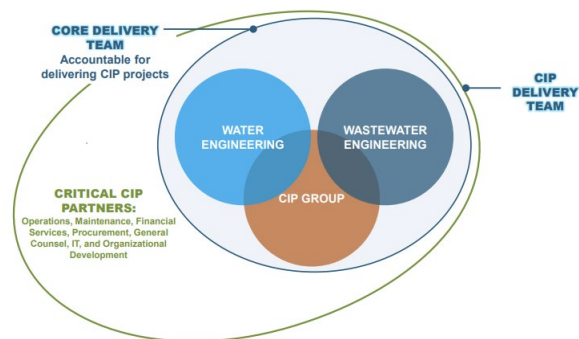 CORE DELIVERY
TEAM
Accountable for
delivering CIP projects
CIP
DELIVERY
TEAM
WATER
ENGINEERING
WASTEWATER
ENGINEERING
CIP GROUP
CRITICAL CIP
PARTNERS:
Operations, Maintenance, Financial
Services, Procurement, General
Counsel, IT, and Organizational
Development